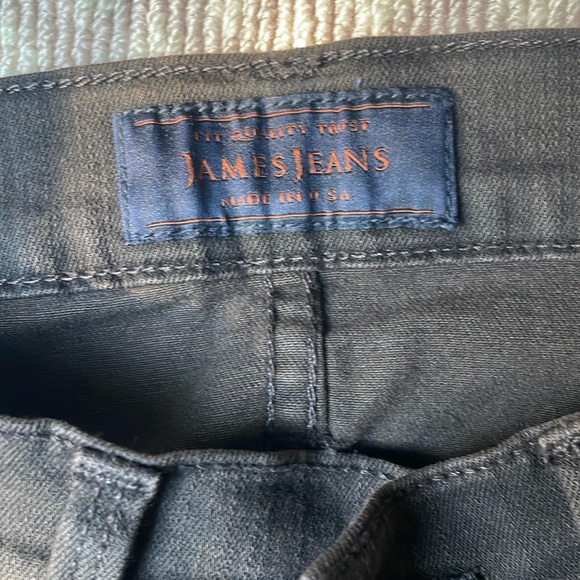 FIT QUALITY TRUST
JAMES JEANS
MADE IN U.S.A.